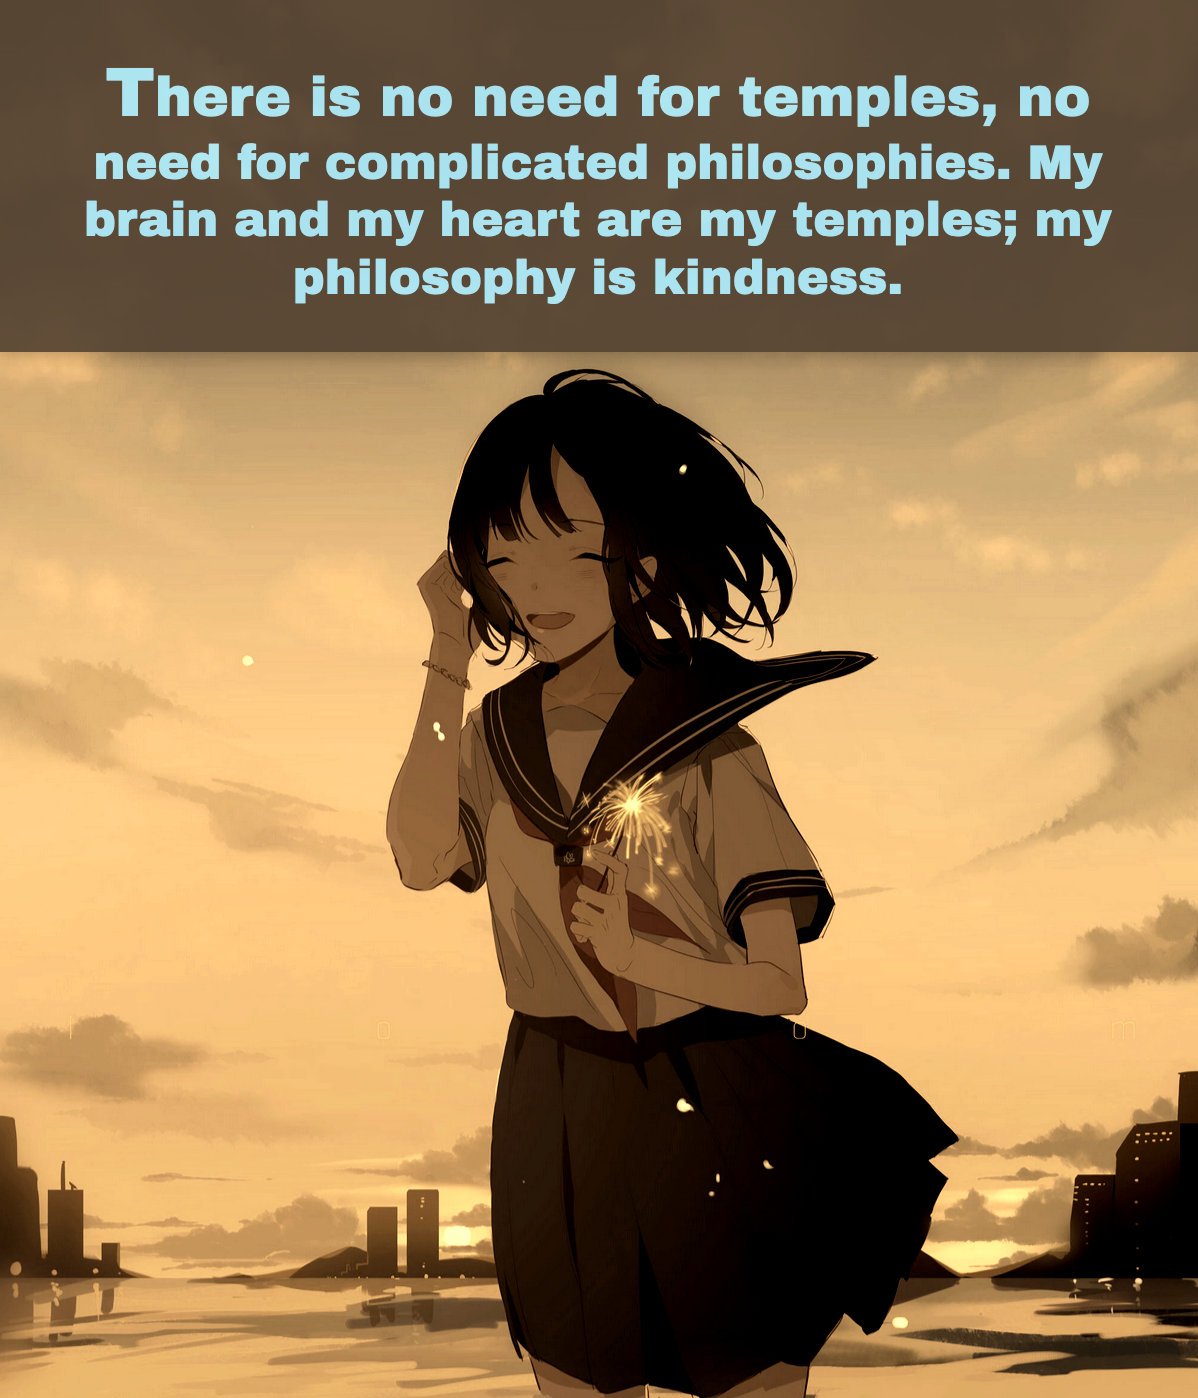 There is no need for temples, no
need for complicated philosophies. My
brain and my heart are my temples; my
philosophy is kindness.